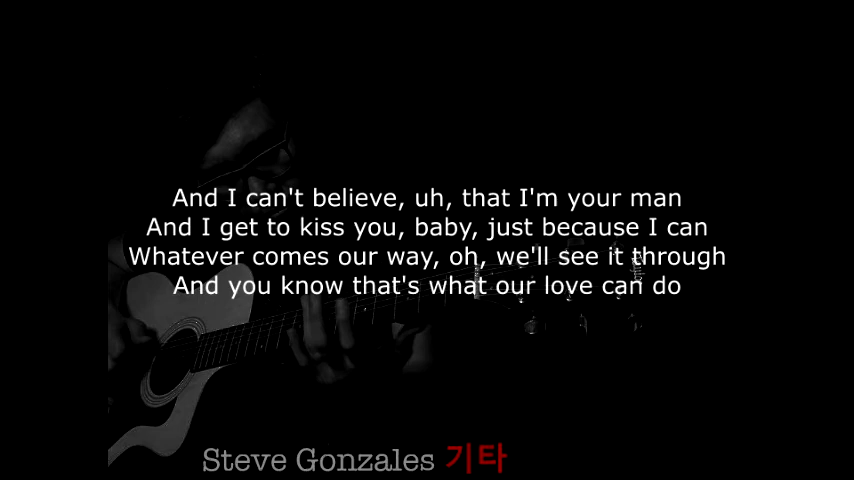 And I can't believe, uh, that I'm your man
And I get to kiss you, baby, just because I can
Whatever comes our way, oh, we'll see it through
And you know that's what our love can do
Steve Gonzales 기타